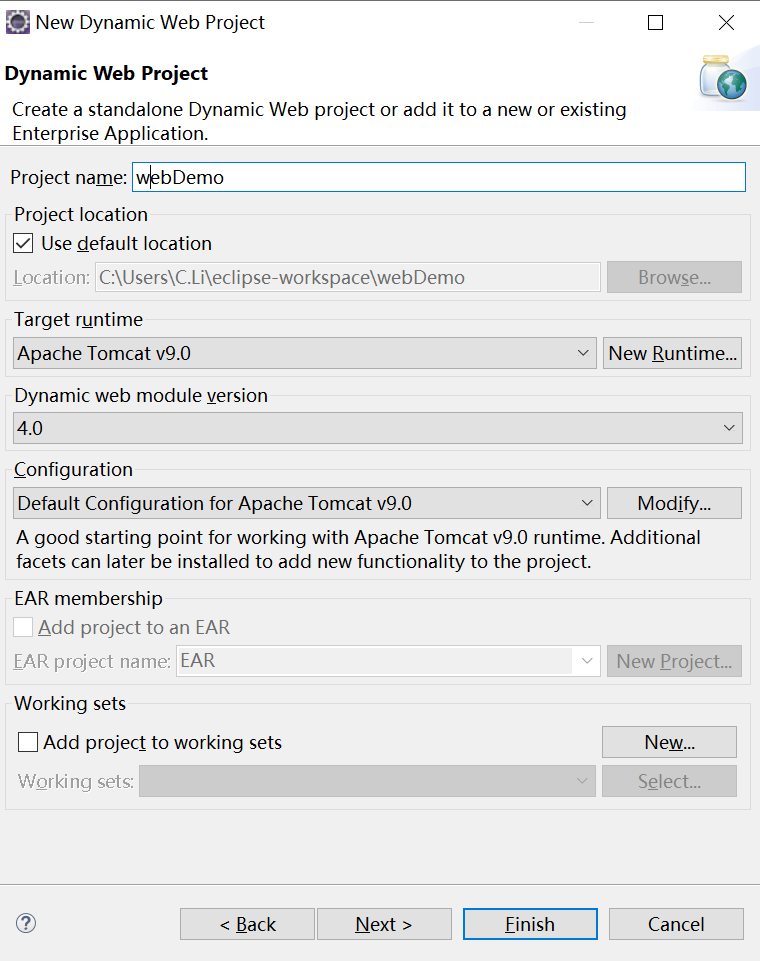 New Dynamic Web Project
Dynamic Web Project
Create a standalone Dynamic Web project or add it to a new or existing
Enterprise Application.
Project name: webDemo
Project location
Use default location
Location: C:\Users\C.Li\eclipse-workspace\webDemo Browse...
Target runtime
Apache Tomcat v9.0 New Runtime...
Dynamic web module version
4.0
Configuration
Default Configuration for Apache Tomcat v9.0 Modify...
A good starting point for working with Apache Tomcat v9.0 runtime. Additional
facets can later be installed to add new functionality to the project.
EAR membership
Add project to an EAR
EAR project name: EAR New Project...
Working sets
Add project to working sets New...
Working sets: Select...
? < Back Next > Finish Cancel